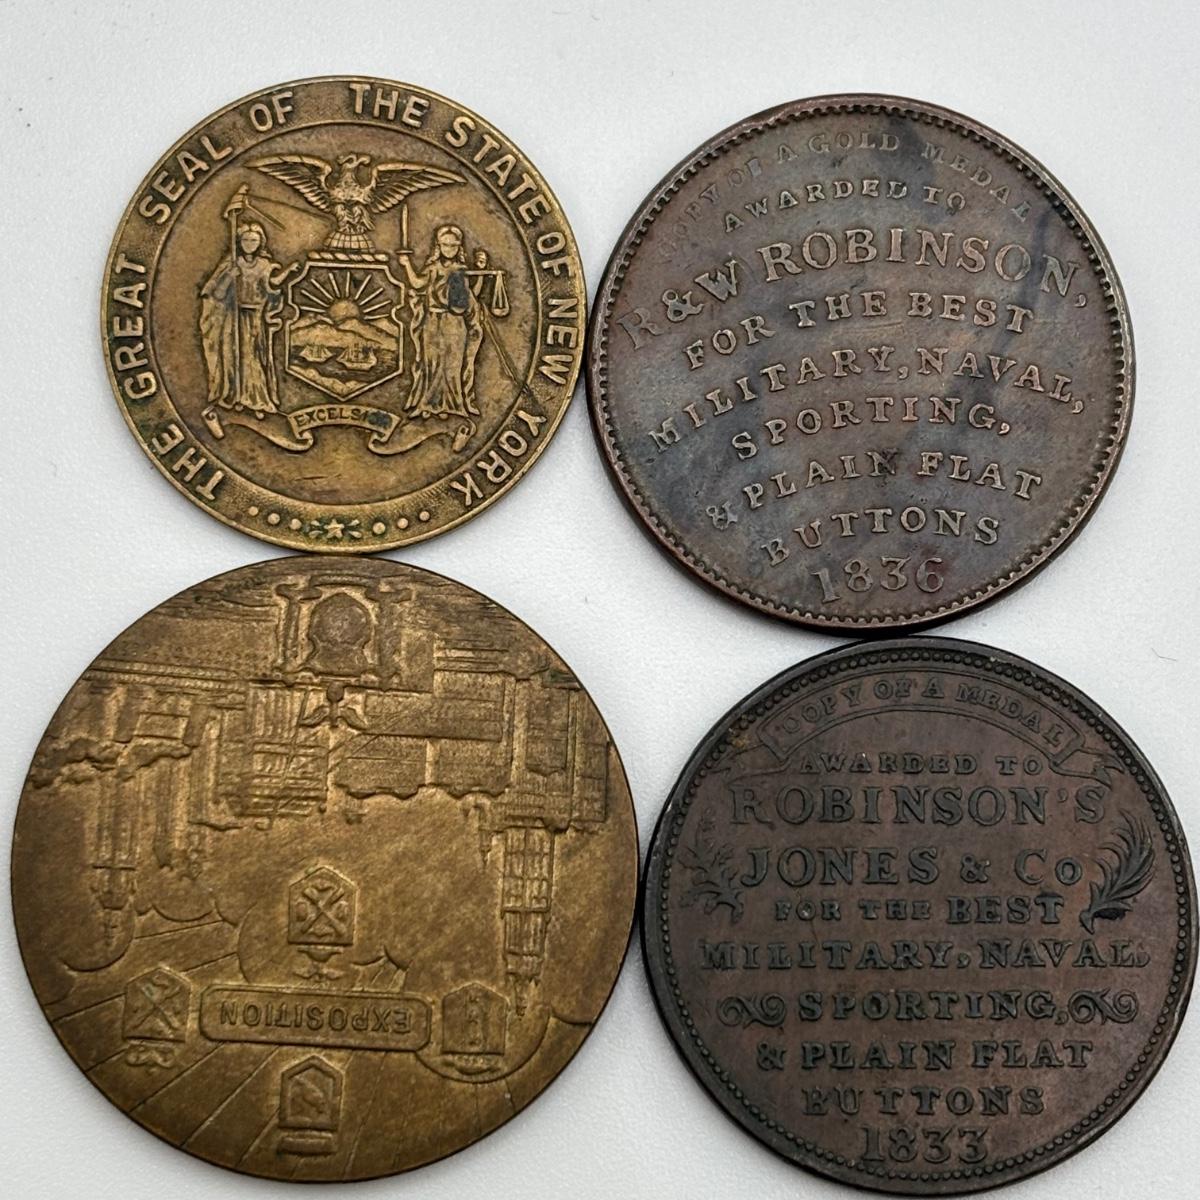 THE GREAT SEAL OF THE STATE OF NEW YORK
EXCELSIOR
COPY OF A GOLD MEDAL
AWARDED TO
R&W ROBINSON,
FOR THE BEST
MILITARY, NAVAL,
SPORTING,
& PLAIN FLAT
BUTTONS
1836
EXPOSITION
COPY OF A MEDAL
AWARDED TO
ROBINSON'S
JONES & Co
FOR THE BEST
MILITARY, NAVAL,
SPORTING,
& PLAIN FLAT
BUTTONS
1833